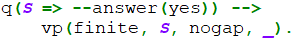 q(S => --answer(yes)) -->
vp(finite, S, nogap, _).